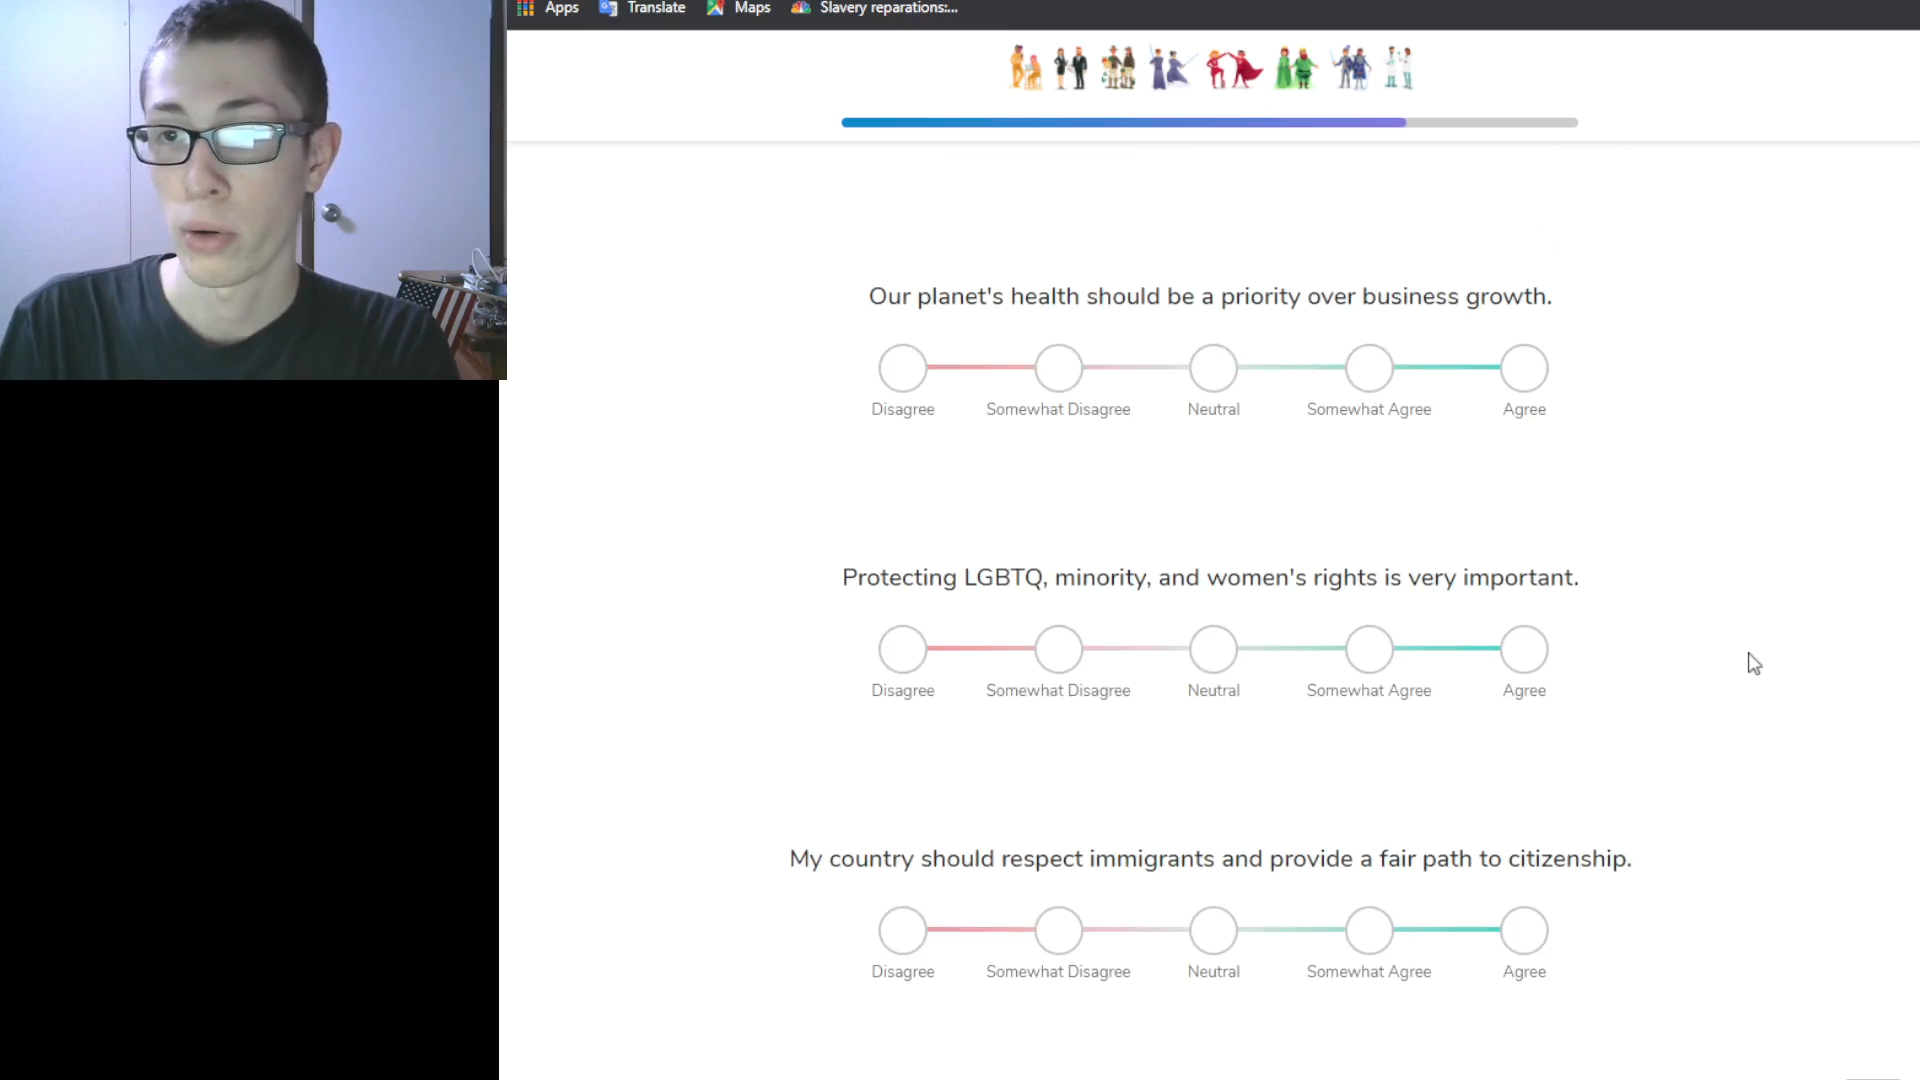 Apps Translate Maps Slavery reparations:...
Our planet's health should be a priority over business growth.
Disagree Somewhat Disagree Neutral Somewhat Agree Agree
Protecting LGBTQ, minority, and women's rights is very important.
Disagree Somewhat Disagree Neutral Somewhat Agree Agree
My country should respect immigrants and provide a fair path to citizenship.
Disagree Somewhat Disagree Neutral Somewhat Agree Agree